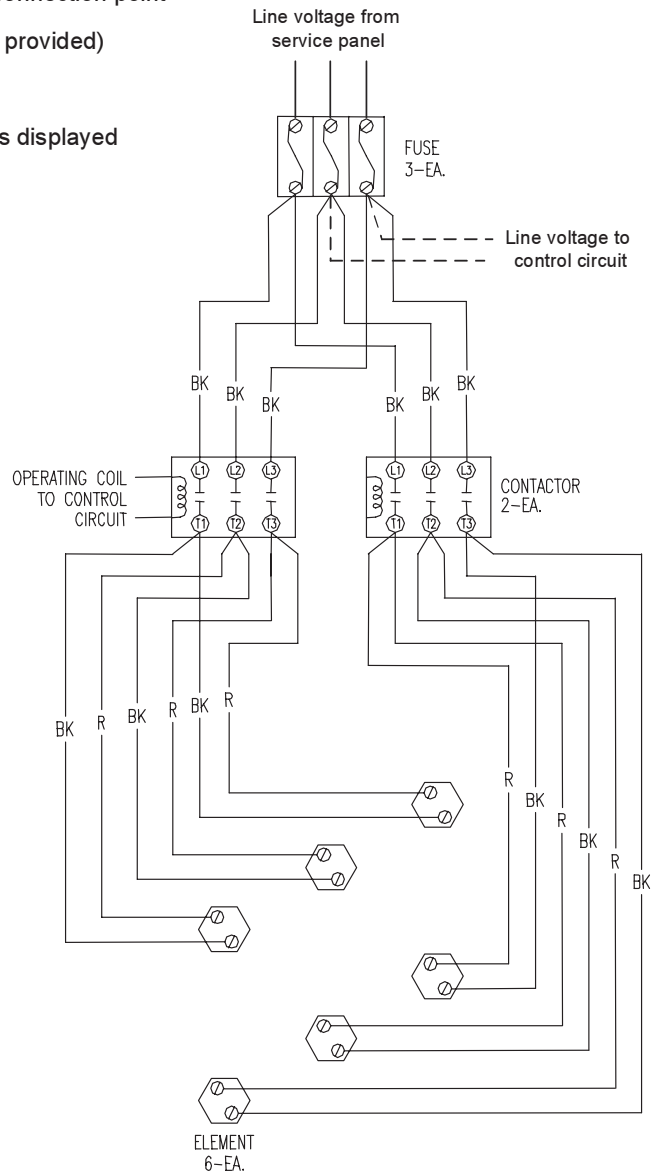 onnection point
provided)
s displayed
Line voltage from
service panel
FUSE
3-EA.
Line voltage to
control circuit
BK
BK
BK
BK
BK
BK
L1
L2
L3
L1
L2
L3
OPERATING COIL
TO CONTROL
CIRCUIT
CONTACTOR
2-EA.
T1
T2
T3
T1
T2
T3
BK
R
BK
R
BK
R
R
BK
R
BK
R
BK
ELEMENT
6-EA.